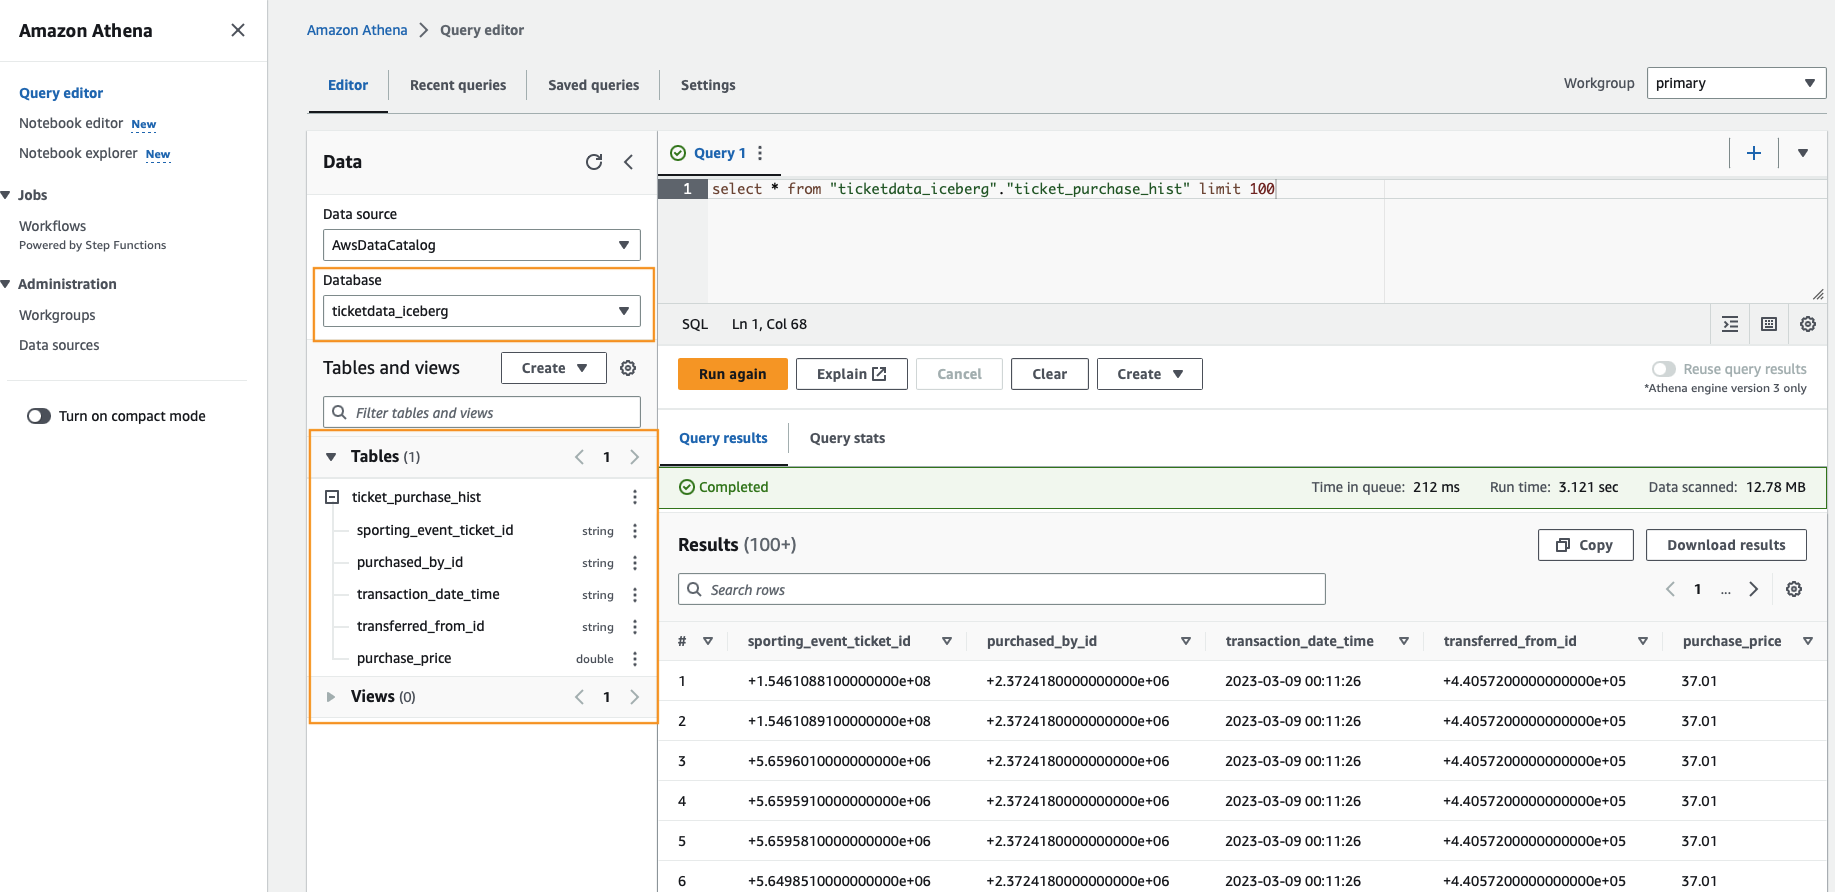 Amazon Athena
Query editor
Notebook editor New
Notebook explorer New
Jobs
Workflows
Powered by Step Functions
Administration
Workgroups
Data sources
Turn on compact mode
Amazon Athena Query editor
Editor Recent queries Saved queries Settings
Workgroup primary
Data
Data source
AwsDataCatalog
Database
ticketdata_iceberg
Tables and views Create
Filter tables and views
Tables (1) 1
ticket_purchase_hist
sporting_event_ticket_id string
purchased_by_id string
transaction_date_time string
transferred_from_id string
purchase_price double
Views (0) 1
Query 1
1 select * from "ticketdata_iceberg"."ticket_purchase_hist" limit 100
SQL Ln 1, Col 68
Run again Explain Cancel Clear Create
Reuse query results
*Athena engine version 3 only
Query results Query stats
Completed Time in queue: 212 ms Run time: 3.121 sec Data scanned: 12.78 MB
Results (100+) Copy Download results
Search rows 1 ...
# sporting_event_ticket_id purchased_by_id transaction_date_time transferred_from_id purchase_price
1 +1.5461088100000000e+08 +2.3724180000000000e+06 2023-03-09 00:11:26 +4.4057200000000000e+05 37.01
2 +1.5461089100000000e+08 +2.3724180000000000e+06 2023-03-09 00:11:26 +4.4057200000000000e+05 37.01
3 +5.6596010000000000e+06 +2.3724180000000000e+06 2023-03-09 00:11:26 +4.4057200000000000e+05 37.01
4 +5.6595910000000000e+06 +2.3724180000000000e+06 2023-03-09 00:11:26 +4.4057200000000000e+05 37.01
5 +5.6595810000000000e+06 +2.3724180000000000e+06 2023-03-09 00:11:26 +4.4057200000000000e+05 37.01
6 +5.6498510000000000e+06 +2.3724180000000000e+06 2023-03-09 00:11:26 +4.4057200000000000e+05 37.01